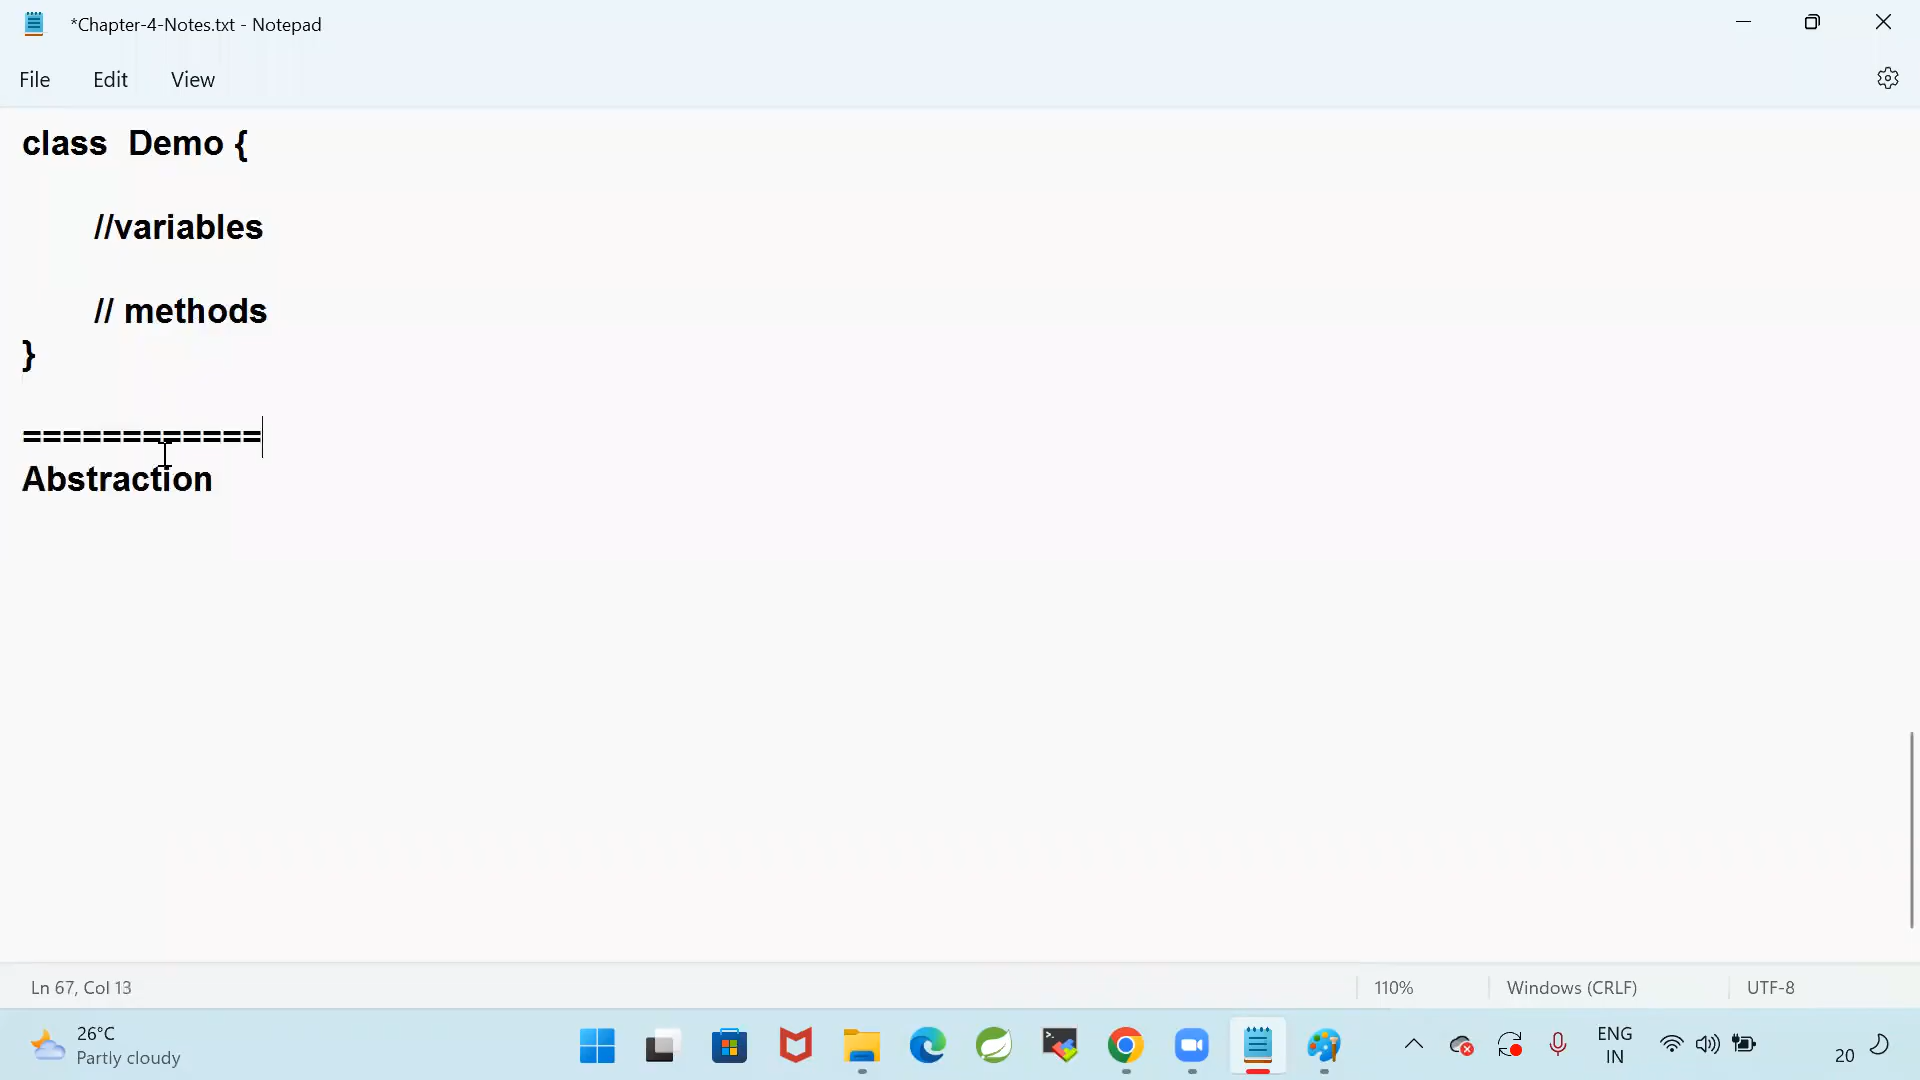 *Chapter-4-Notes.txt - Notepad
File Edit View
class  Demo {
//variables
// methods
}
============
Abstraction
Ln 67, Col 13
110%
Windows (CRLF)
UTF-8
26°C
Partly cloudy
ENG
IN
20